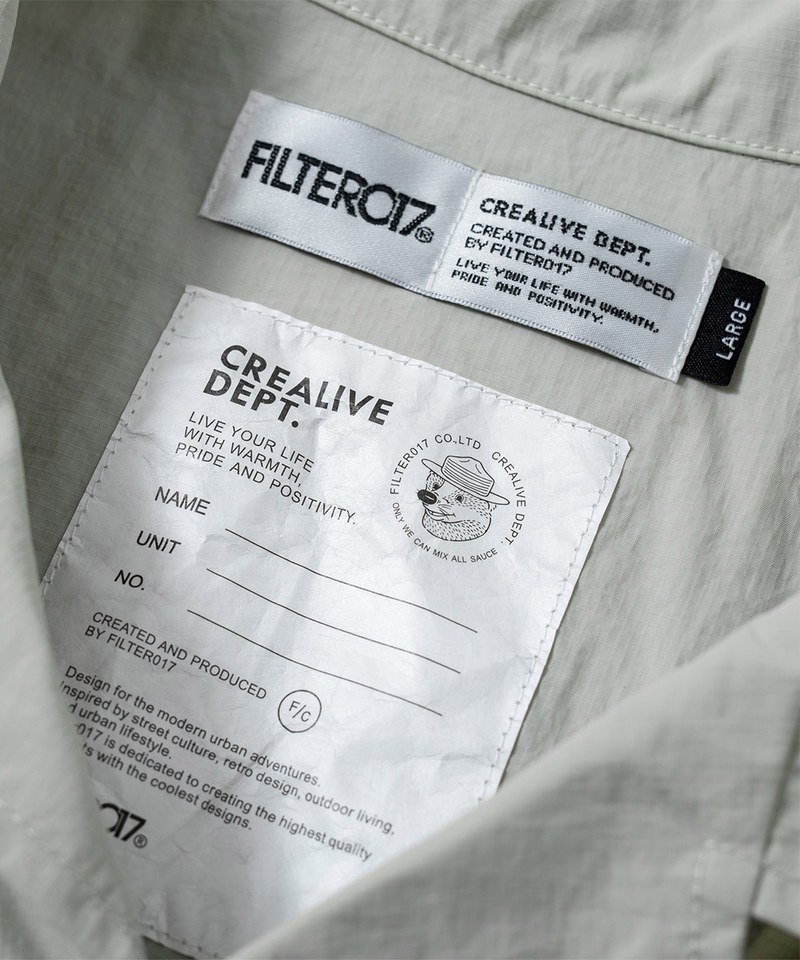 FILTER017®
CREALIVE DEPT.
CREATED AND PRODUCED
BY FILTER017
LIVE YOUR LIFE WITH WARMTH,
PRIDE AND POSITIVITY.
LARGE
CREALIVE
DEPT.
LIVE YOUR LIFE
WITH WARMTH,
PRIDE AND POSITIVITY.
FILTER017 CO.,LTD CREALIVE DEPT.
ONLY WE CAN MIX ALL SAUCE
NAME
UNIT
NO.
CREATED AND PRODUCED
BY FILTER017
F/C
Design for the modern urban adventures.
Inspired by street culture, retro design, outdoor living,
urban lifestyle.
017 is dedicated to creating the highest quality
with the coolest designs.
017®